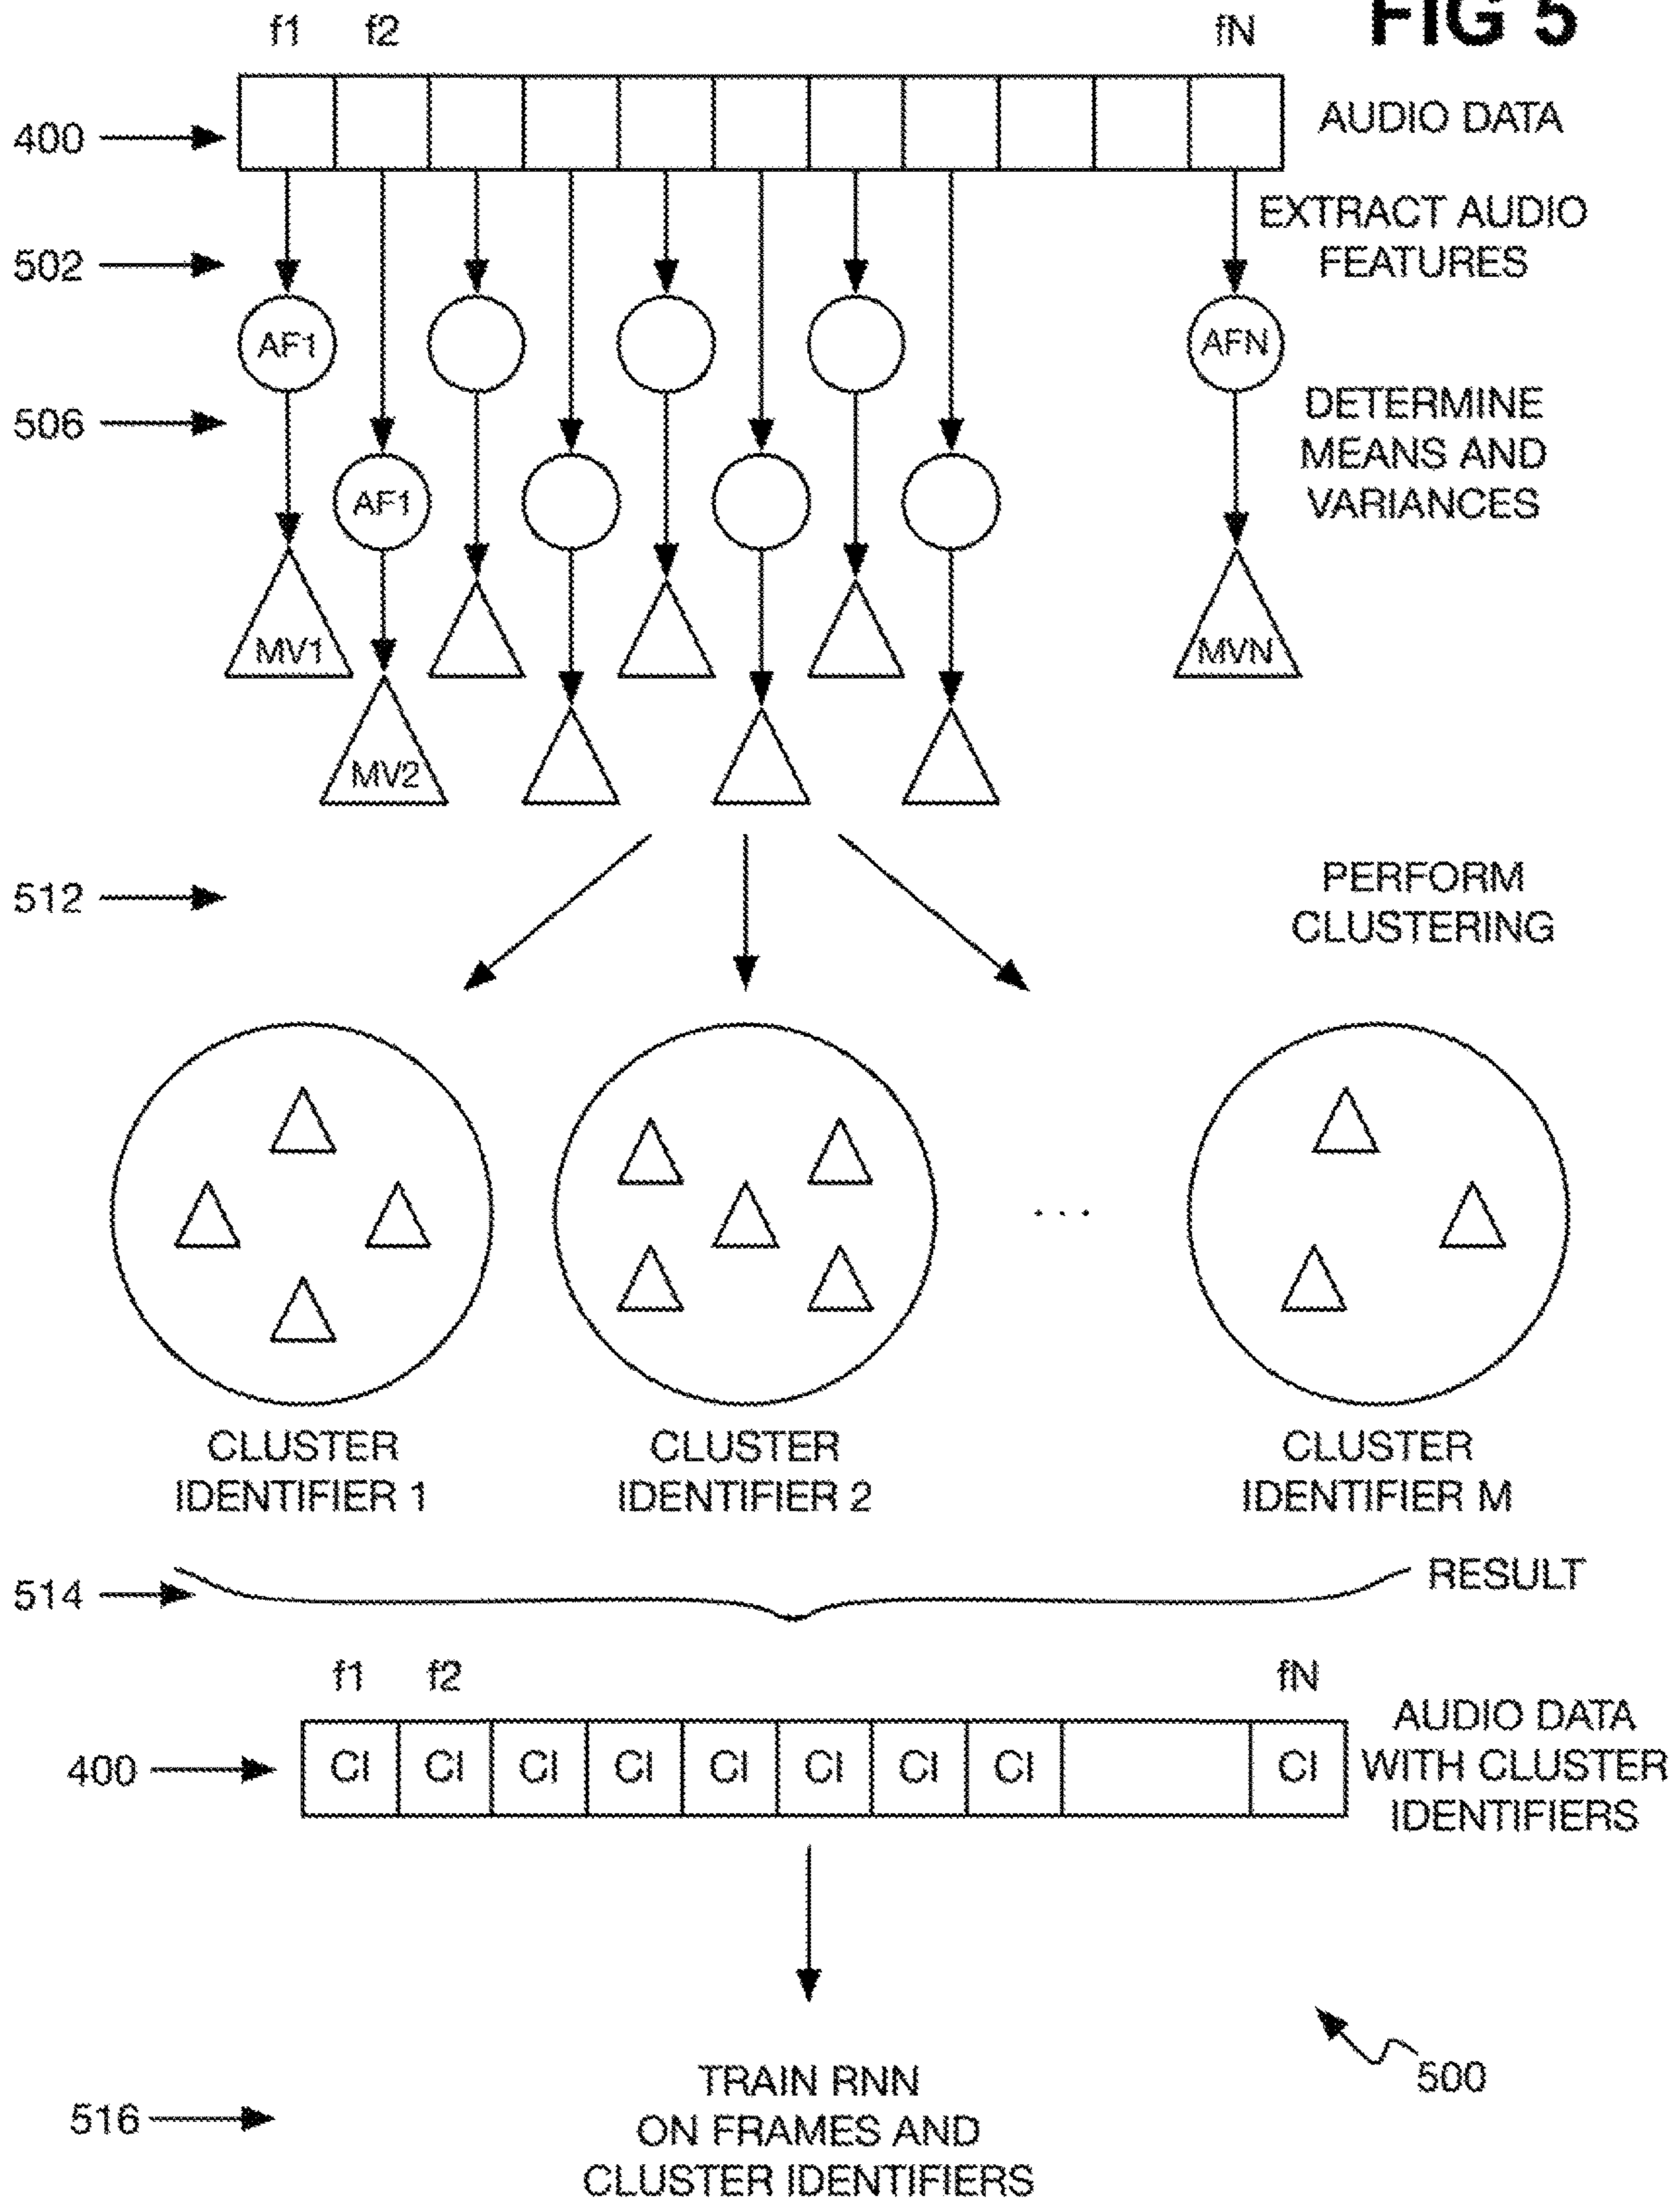 FIG 5
f1 f2 fN
400 AUDIO DATA
EXTRACT AUDIO
FEATURES
502
AF1 AFN
506
DETERMINE
MEANS AND
VARIANCES
AF1
MV1 MVN
MV2
512
PERFORM
CLUSTERING
...
CLUSTER
IDENTIFIER 1
CLUSTER
IDENTIFIER 2
CLUSTER
IDENTIFIER M
514
RESULT
f1 f2 fN
400
CI CI CI CI CI CI CI CI CI
AUDIO DATA
WITH CLUSTER
IDENTIFIERS
500
516
TRAIN RNN
ON FRAMES AND
CLUSTER IDENTIFIERS